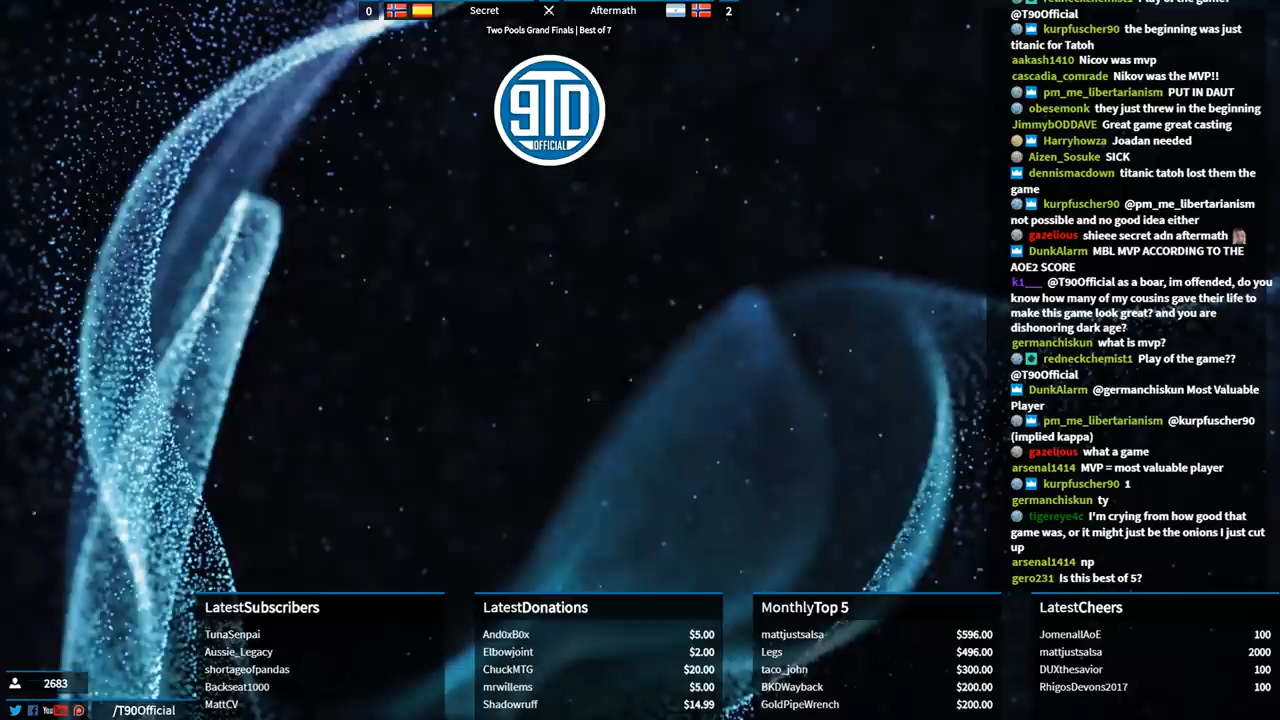 0 Secret Aftermath 2
Two Pools Grand Finals | Best of 7
9TD
OFFICIAL
@T90Official
kurpfuscher90 the beginning was just
titanic for Tatoh
aakash1410 Nicov was mvp
cascadia_comrade Nikov was the MVP!!
pm_me_libertarianism PUT IN DAUT
obesemonk they just threw in the beginning
JimmybODDAVE Great game great casting
Harryhowza Joadan needed
Aizen_Sosuke SICK
dennismacdown titanic tatoh lost them the
game
kurpfuscher90 @pm_me_libertarianism
not possible and no good idea either
gazelious shieee secret adn aftermath
DunkAlarm MBL MVP ACCORDING TO THE
AOE2 SCORE
k1___ @T90Official as a boar, im offended, do you
know how many of my cousins gave their life to
make this game look great? and you are
dishonoring dark age?
germanchiskun what is mvp?
redneckchemist1 Play of the game??
@T90Official
DunkAlarm @germanchiskun Most Valuable
Player
pm_me_libertarianism @kurpfuscher90
(implied kappa)
gazelious what a game
arsenal1414 MVP = most valuable player
kurpfuscher90 1
germanchiskun ty
tigereye4c I'm crying from how good that
game was, or it might just be the onions I just cut
up
arsenal1414 np
gero231 Is this best of 5?
LatestSubscribers
TunaSenpai
Aussie_Legacy
shortageofpandas
Backseat1000
MattCV
LatestDonations
And0xB0x $5.00
Elbowjoint $2.00
ChuckMTG $20.00
mrwillems $5.00
Shadowruff $14.99
MonthlyTop 5
mattjustsalsa $596.00
Legs $496.00
taco_john $300.00
BKDWayback $200.00
GoldPipeWrench $200.00
LatestCheers
JomenallAoE 100
mattjustsalsa 2000
DUXthesavior 100
RhigosDevons2017 100
2683
You /T90Official